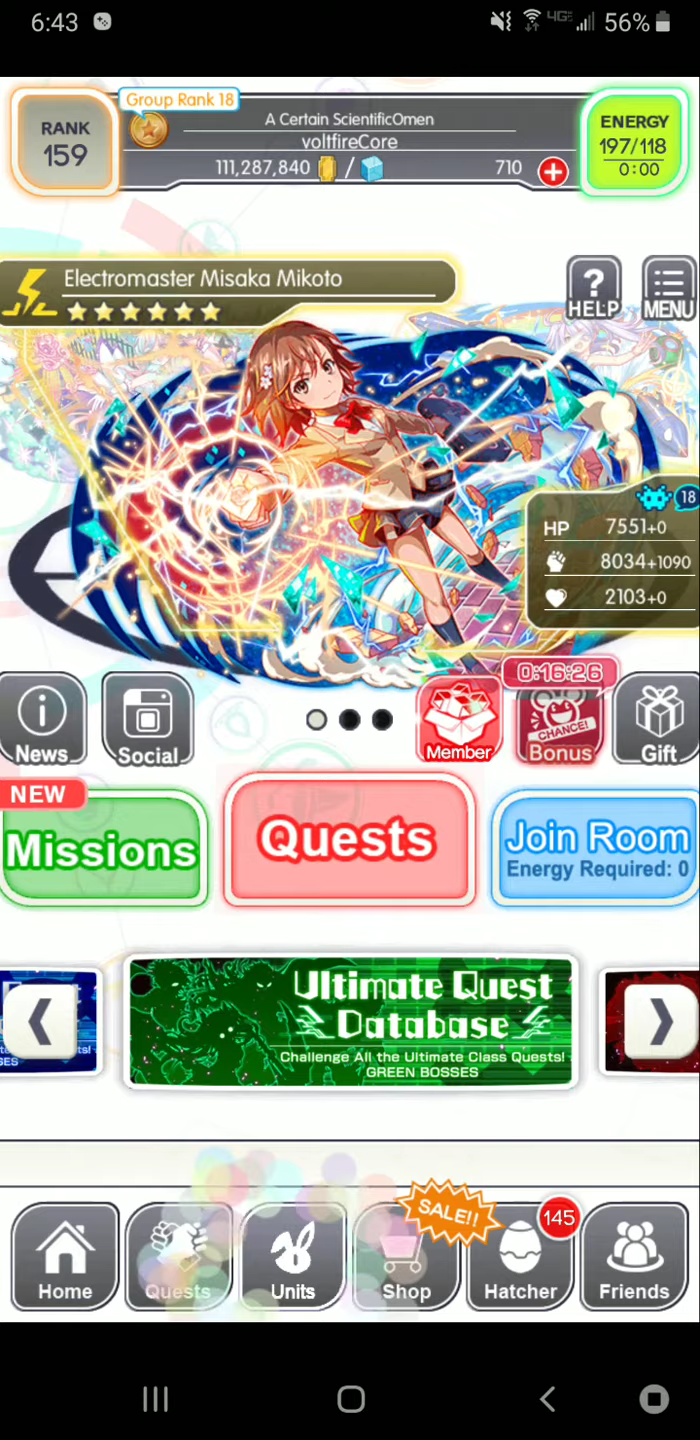 6:43
4G
56%
Group Rank 18
RANK
159
A Certain ScientificOmen
voltfireCore
111,287,840 /
710
ENERGY
197/118
0:00
Electromaster Misaka Mikoto
? HELP
MENU
18
HP 7551+0
8034+1090
2103+0
0:16:26
News
Social
Member
CHANCE!
Bonus
Gift
NEW
Missions
Quests
Join Room
Energy Required: 0
Ultimate Quest
Database
Challenge All the Ultimate Class Quests!
GREEN BOSSES
SALE!!
145
Home
Quests
Units
Shop
Hatcher
Friends